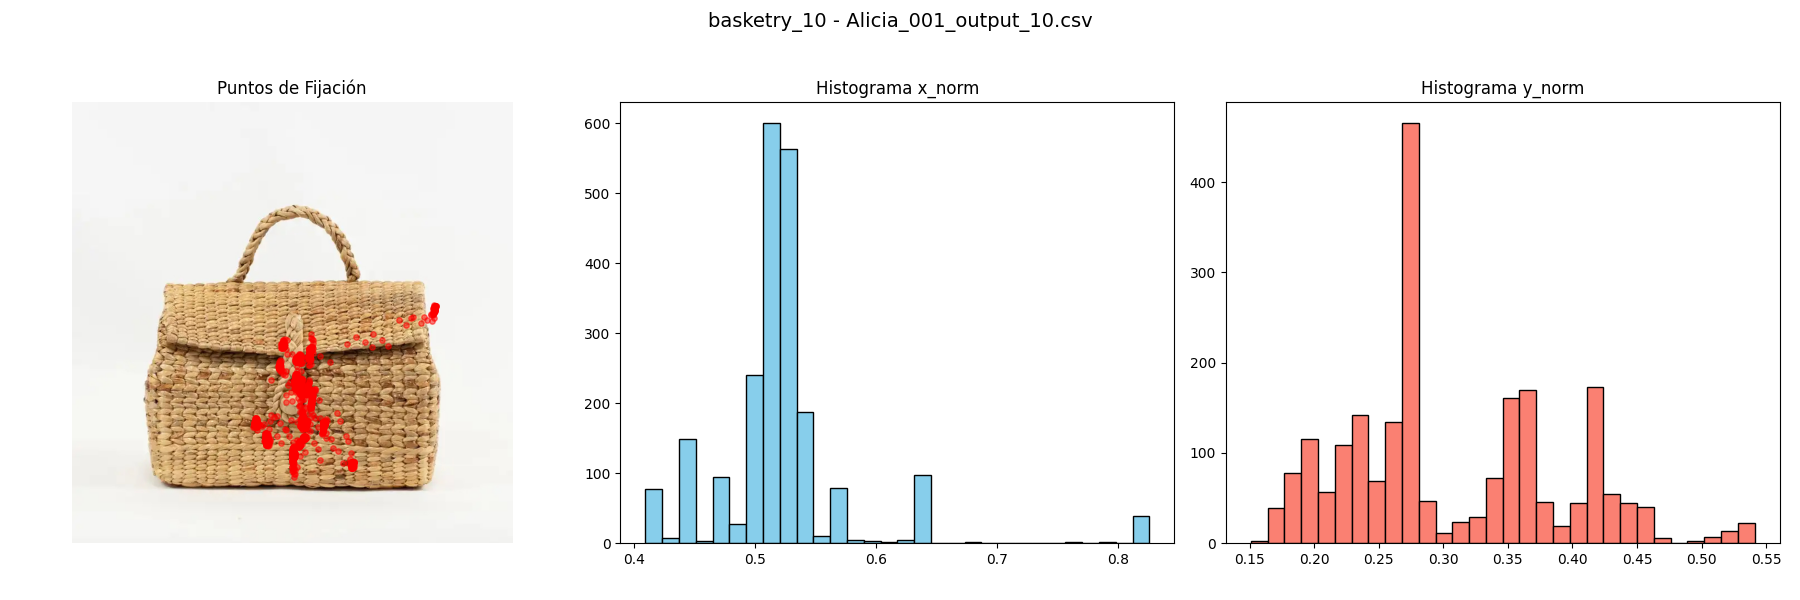 basketry_10 - Alicia_001_output_10.csv
Puntos de Fijación
Histograma x_norm
Histograma y_norm
600
500
400
300
200
100
0
0.4 0.5 0.6 0.7 0.8
400
300
200
100
0
0.15 0.20 0.25 0.30 0.35 0.40 0.45 0.50 0.55